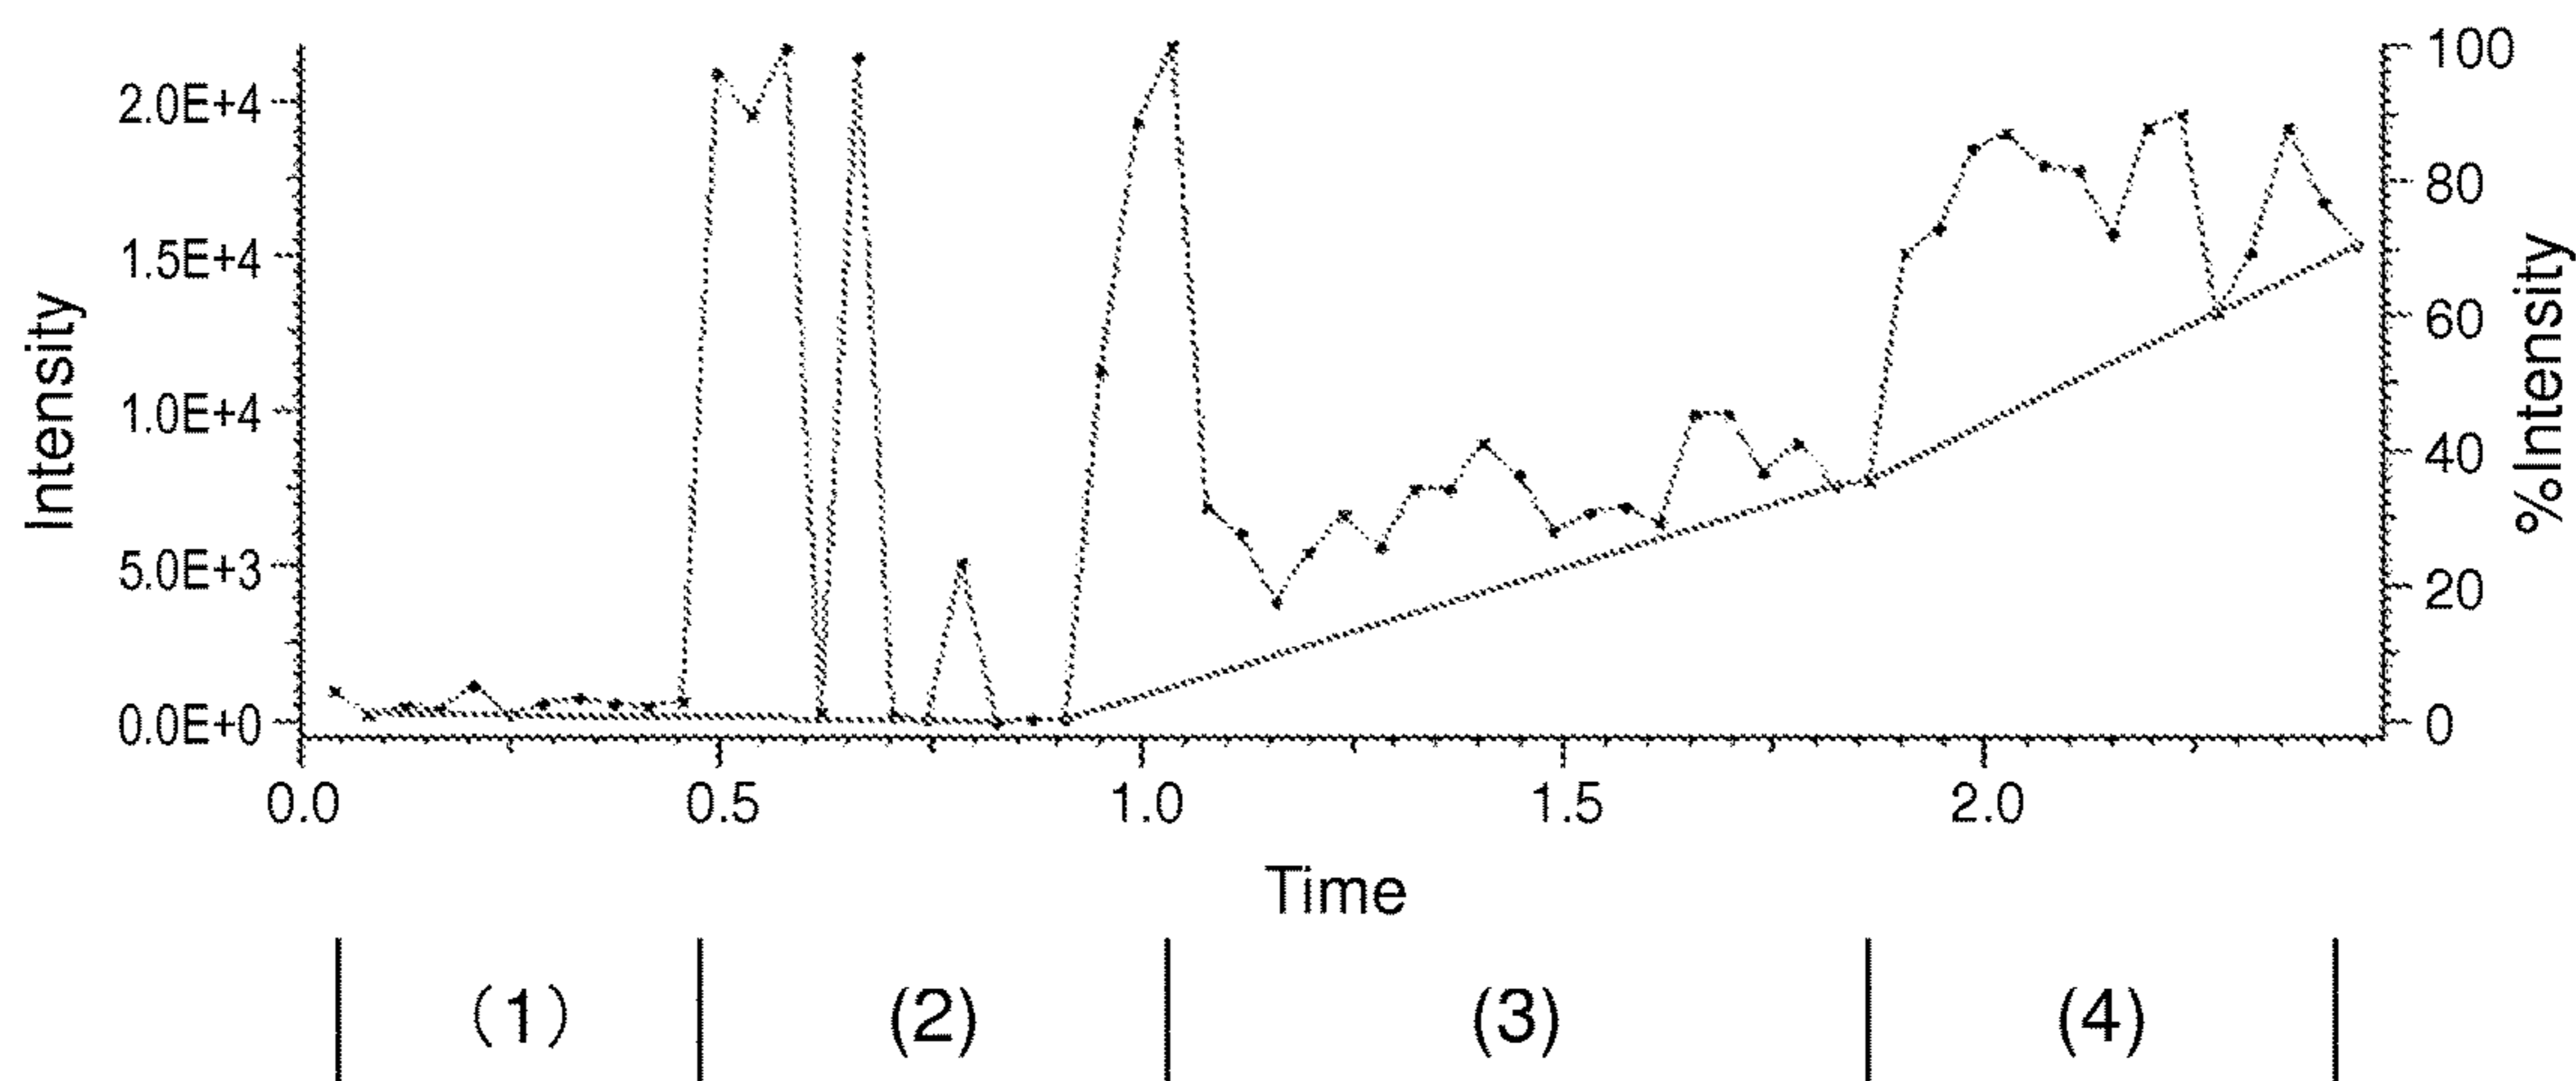 Intensity
2.0E+4
1.5E+4
1.0E+4
5.0E+3
0.0E+0
100
80
60
40
20
0
%Intensity
0.0 0.5 1.0 1.5 2.0
Time
(1) (2) (3) (4)